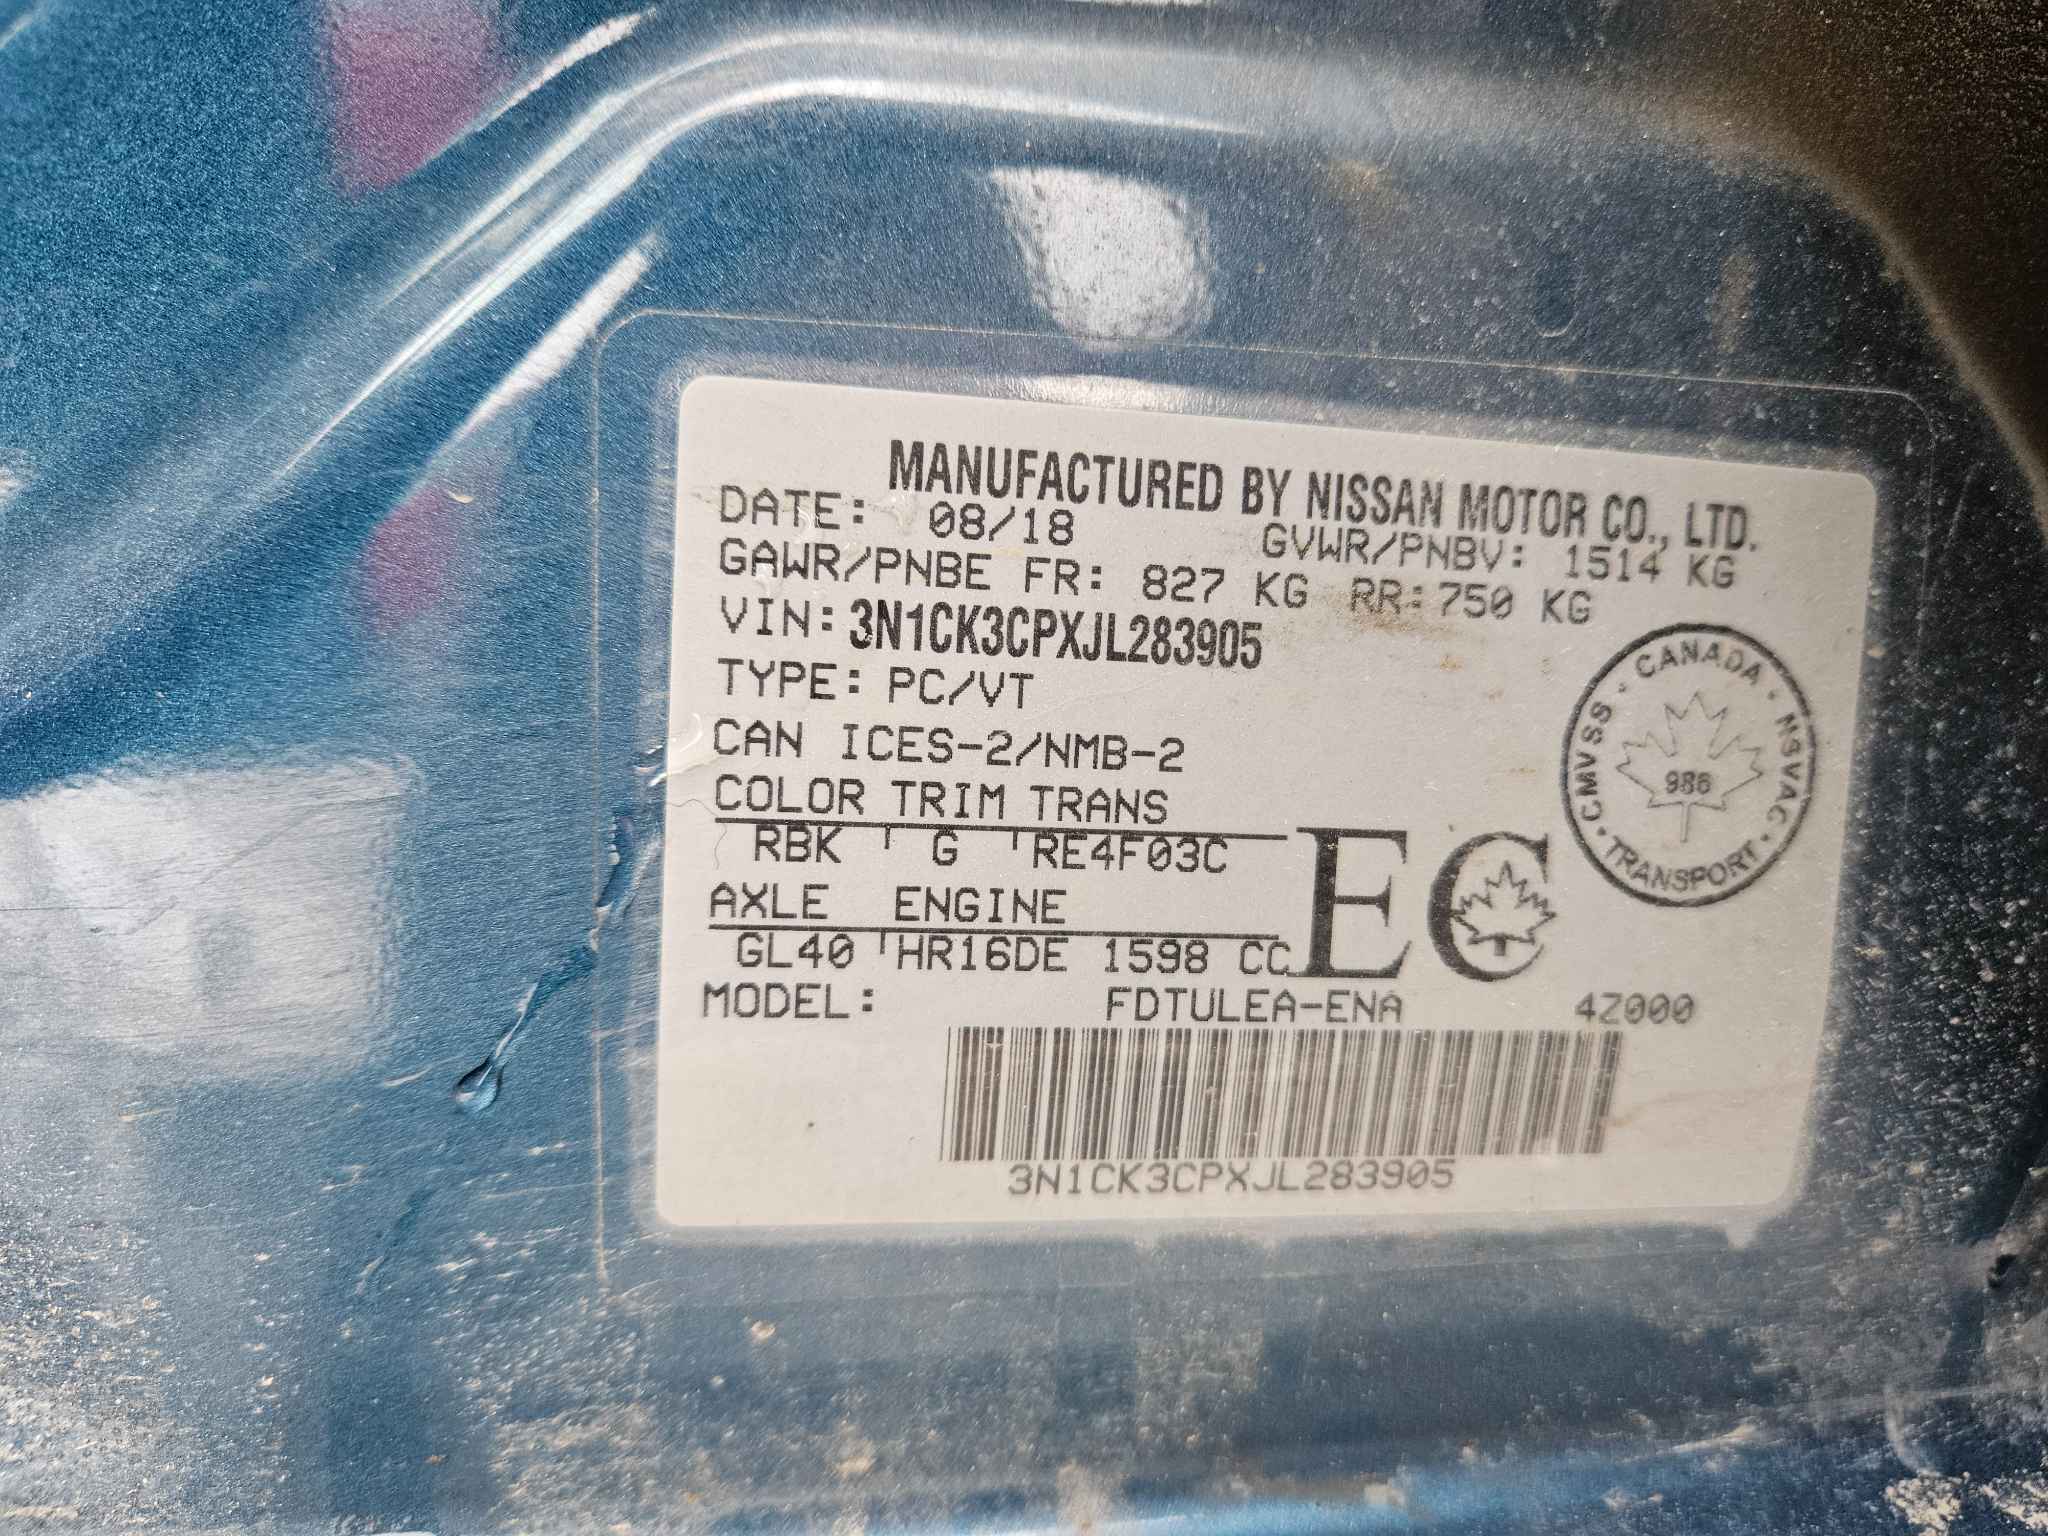 MANUFACTURED BY NISSAN MOTOR CO., LTD.
DATE: 08/18 GVWR/PNBV: 1514 KG
GAWR/PNBE FR: 827 KG RR: 750 KG
VIN: 3N1CK3CPXJL283905
TYPE: PC/VT
CAN ICES-2/NMB-2
COLOR TRIM TRANS
RBK G RE4F03C
AXLE ENGINE
GL40 HR16DE 1598 CC
EC
CANADA · NSVAC · TRANSPORT · CMVSS ·
986
MODEL: FDTULEA-ENA 4Z000
3N1CK3CPXJL283905